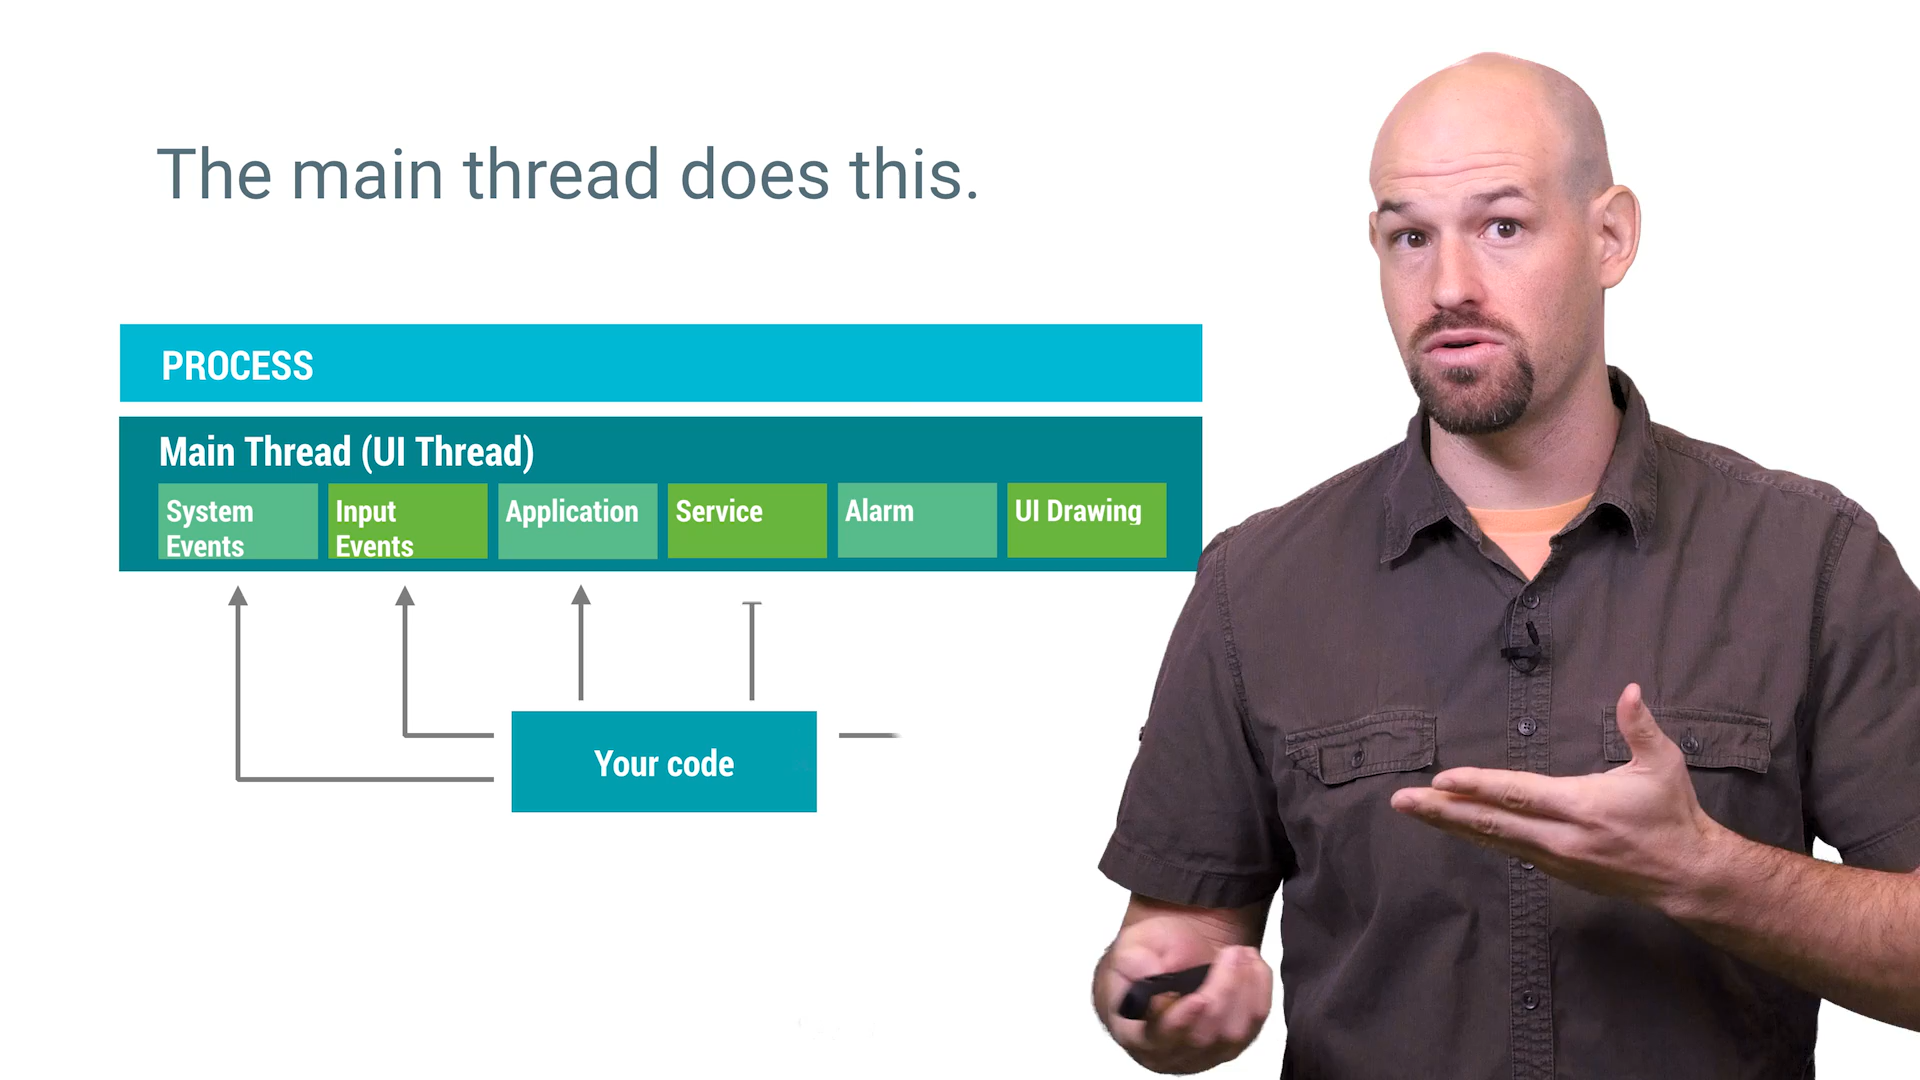 The main thread does this.
PROCESS
Main Thread (UI Thread)
System
Events
Input
Events
Application
Service
Alarm
UI Drawing
Your code